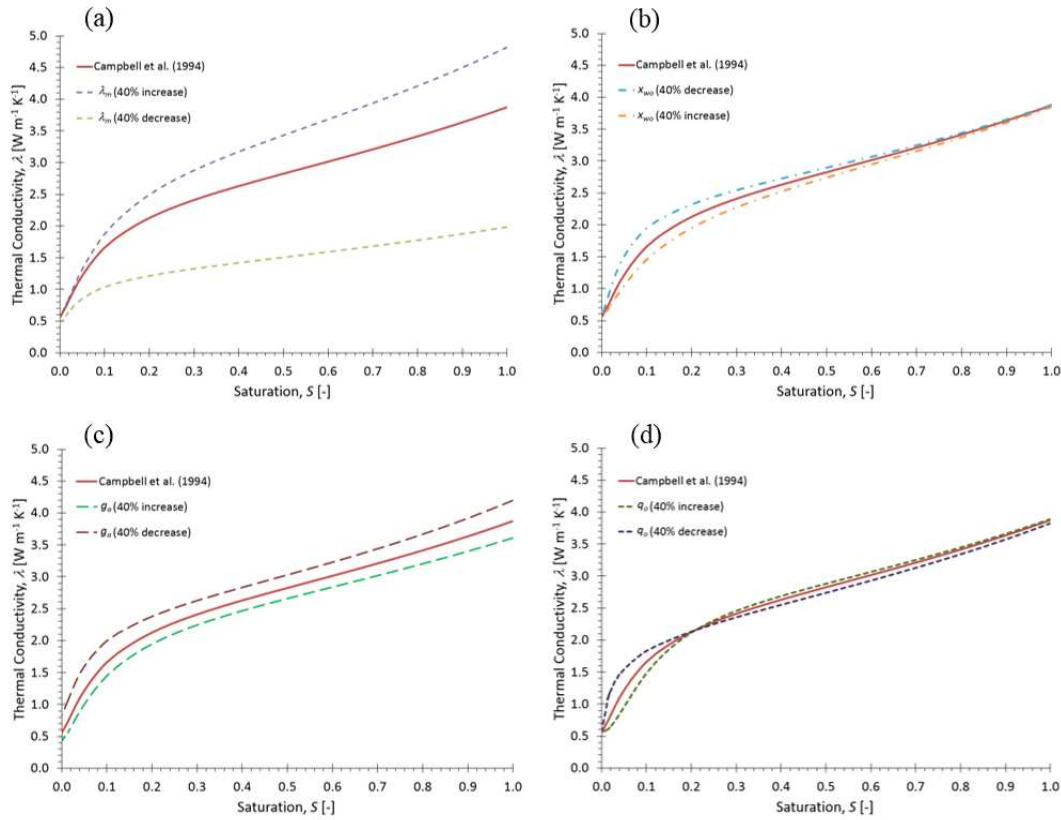 (a)
Thermal Conductivity, λ [W m⁻¹ K⁻¹]
5.0
4.5
4.0
3.5
3.0
2.5
2.0
1.5
1.0
0.5
0.0
Campbell et al. (1994)
λm (40% increase)
λm (40% decrease)
0.0 0.1 0.2 0.3 0.4 0.5 0.6 0.7 0.8 0.9 1.0
Saturation, S [-]
(b)
Thermal Conductivity, λ [W m⁻¹ K⁻¹]
5.0
4.5
4.0
3.5
3.0
2.5
2.0
1.5
1.0
0.5
0.0
Campbell et al. (1994)
xwo (40% decrease)
xwo (40% increase)
0.0 0.1 0.2 0.3 0.4 0.5 0.6 0.7 0.8 0.9 1.0
Saturation, S [-]
(c)
Thermal Conductivity, λ [W m⁻¹ K⁻¹]
5.0
4.5
4.0
3.5
3.0
2.5
2.0
1.5
1.0
0.5
0.0
Campbell et al. (1994)
ga (40% increase)
ga (40% decrease)
0.0 0.1 0.2 0.3 0.4 0.5 0.6 0.7 0.8 0.9 1.0
Saturation, S [-]
(d)
Thermal Conductivity, λ [W m⁻¹ K⁻¹]
5.0
4.5
4.0
3.5
3.0
2.5
2.0
1.5
1.0
0.5
0.0
Campbell et al. (1994)
qo (40% increase)
qo (40% decrease)
0.0 0.1 0.2 0.3 0.4 0.5 0.6 0.7 0.8 0.9 1.0
Saturation, S [-]